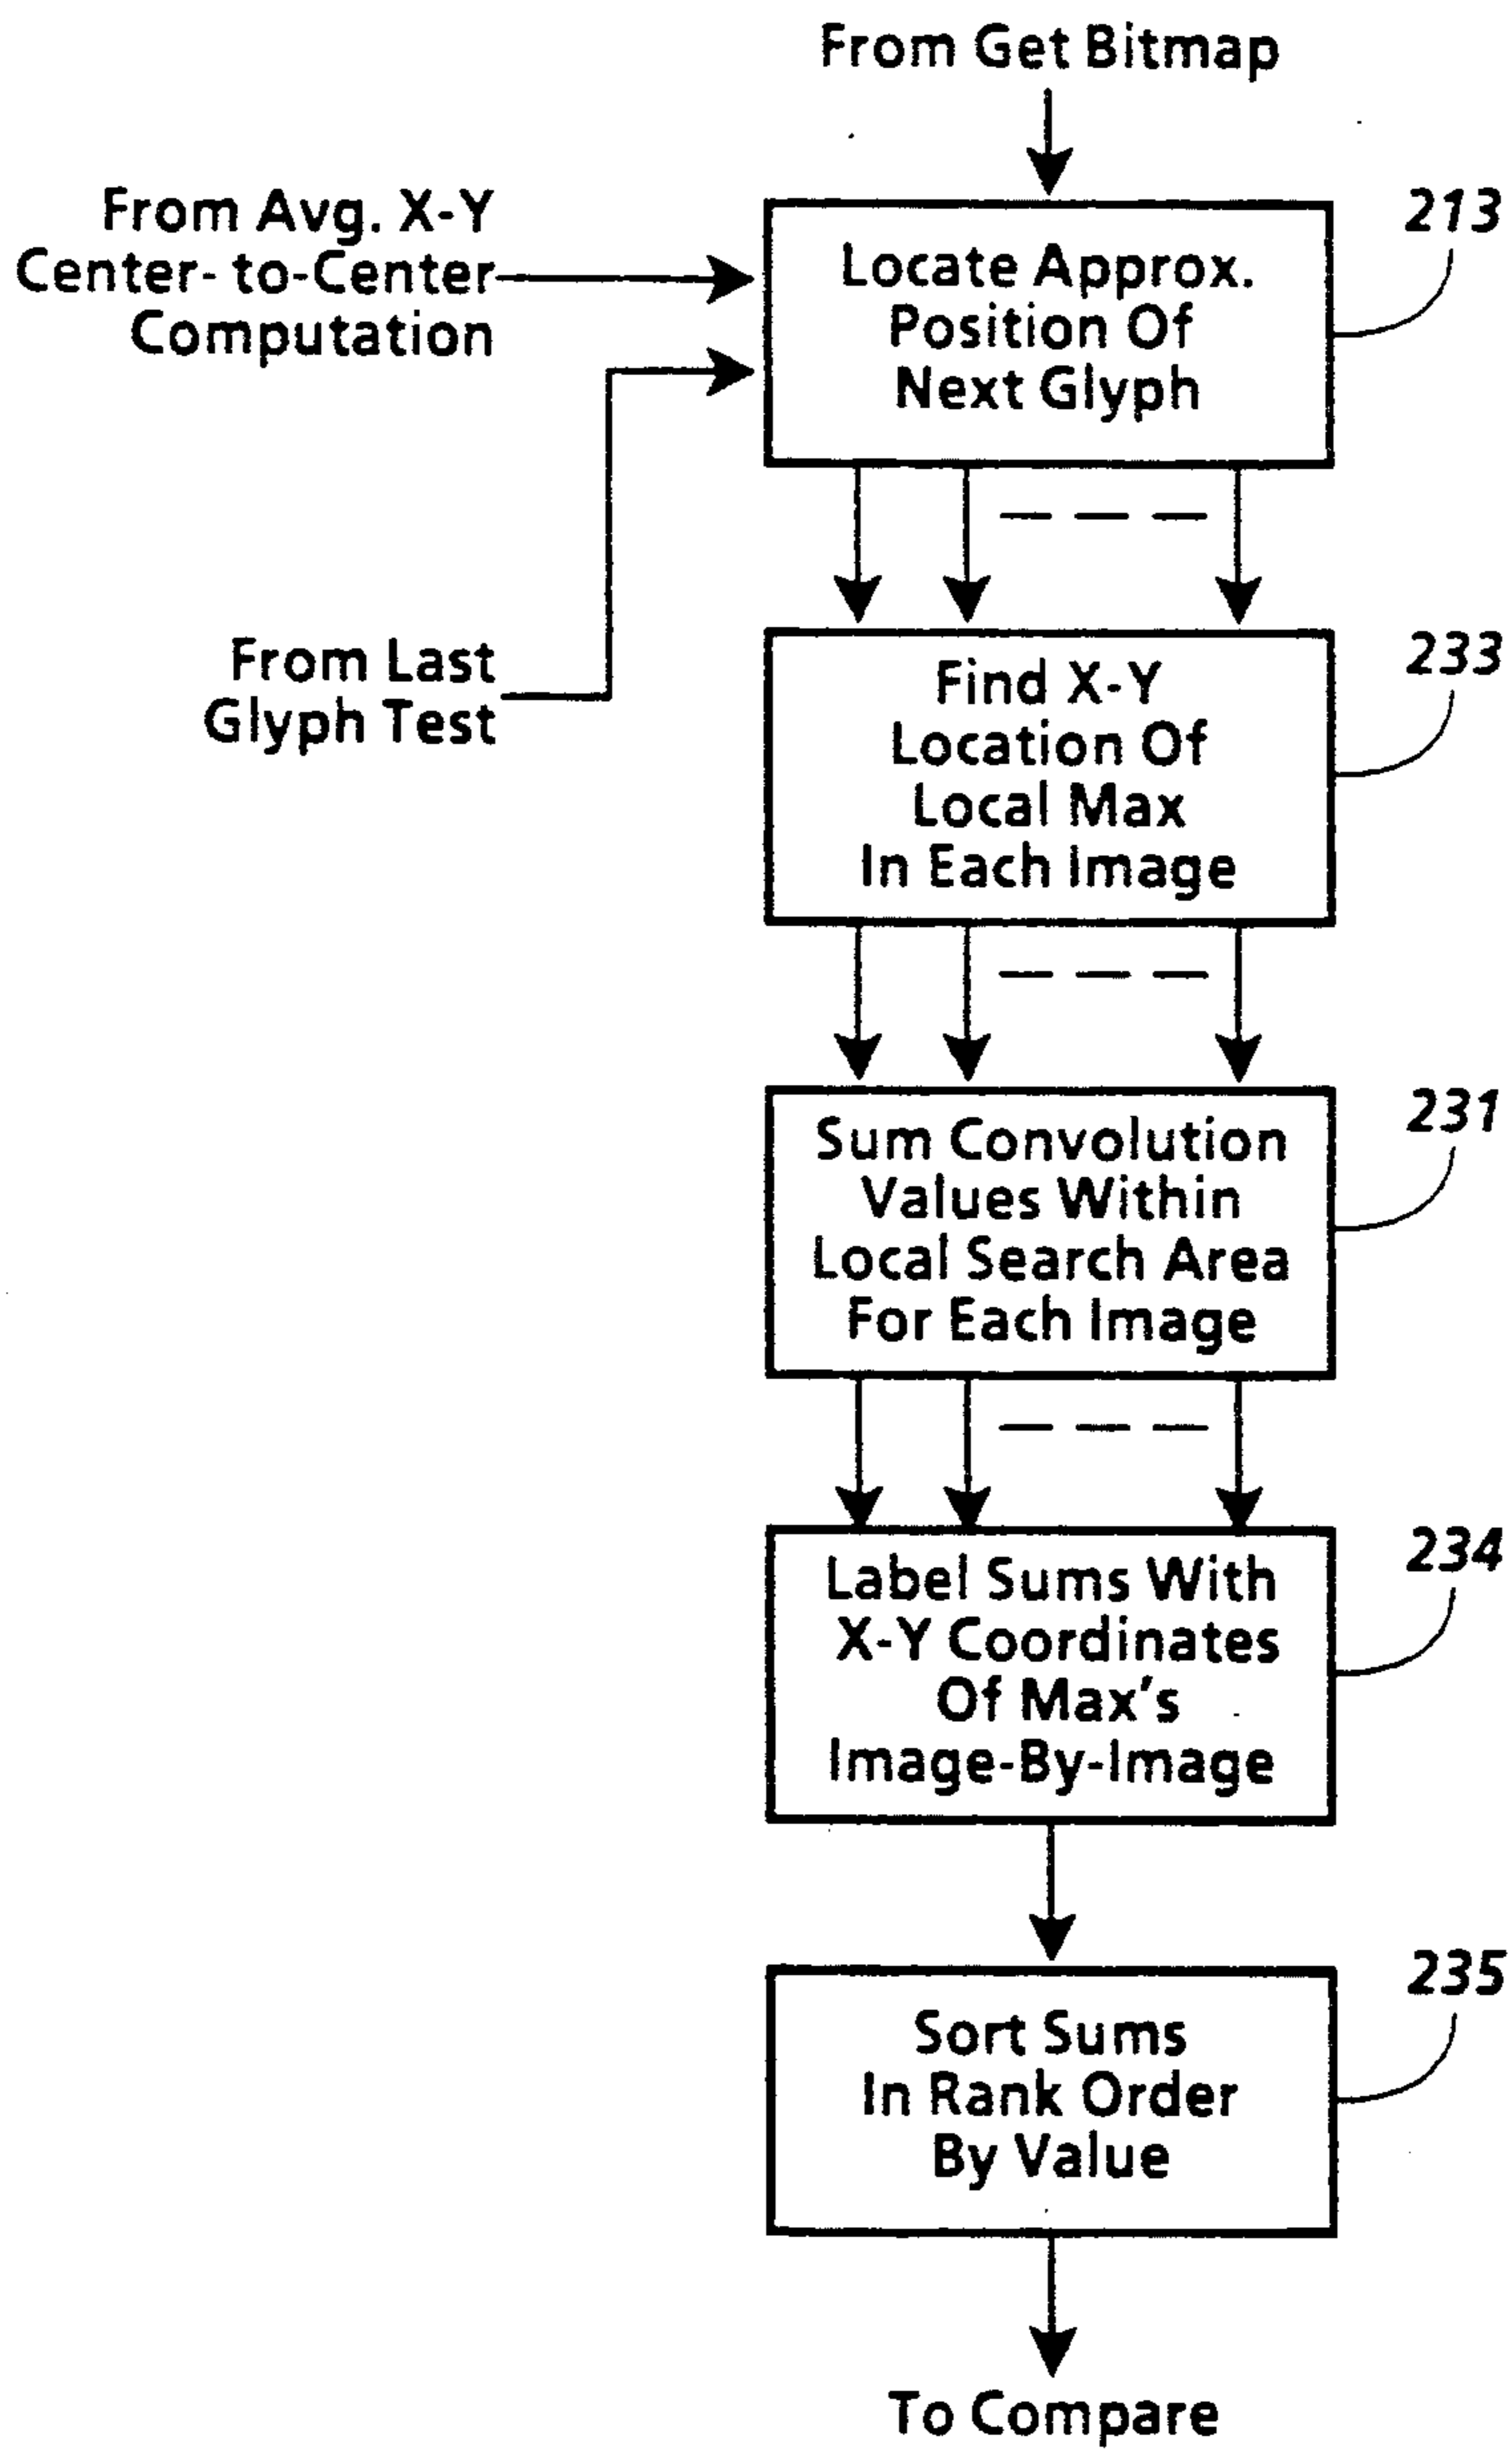 From Get Bitmap
From Avg. X-Y
Center- to-Center
Computation
213
Locate Approx.
Position Of
Next Glyph
From Last
Glyph Test
233
Find X-Y
Location Of
Local Max
In Each Image
231
Sum Convolution
Values Within
Local Search Area
For Each Image
234
Label Sums With
X-Y Coordinates
Of Max's
Image-By-Image
235
Sort Sums
In Rank Order
By Value
To Compare